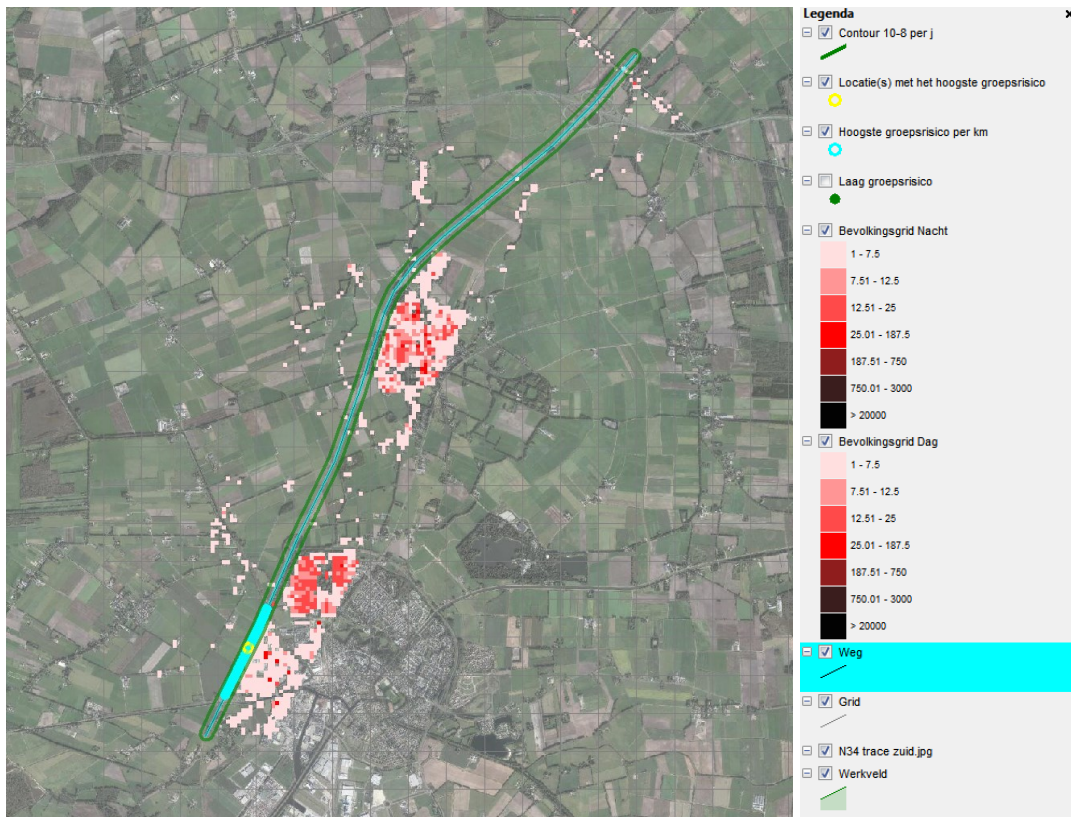 Legenda
Contour 10-8 per j
Locatie(s) met het hoogste groepsrisico
Hoogste groepsrisico per km
Laag groepsrisico
Bevolkingsgrid Nacht
1 - 7.5
7.51 - 12.5
12.51 - 25
25.01 - 187.5
187.51 - 750
750.01 - 3000
> 20000
Bevolkingsgrid Dag
1 - 7.5
7.51 - 12.5
12.51 - 25
25.01 - 187.5
187.51 - 750
750.01 - 3000
> 20000
Weg
Grid
N34 trace zuid.jpg
Werkveld